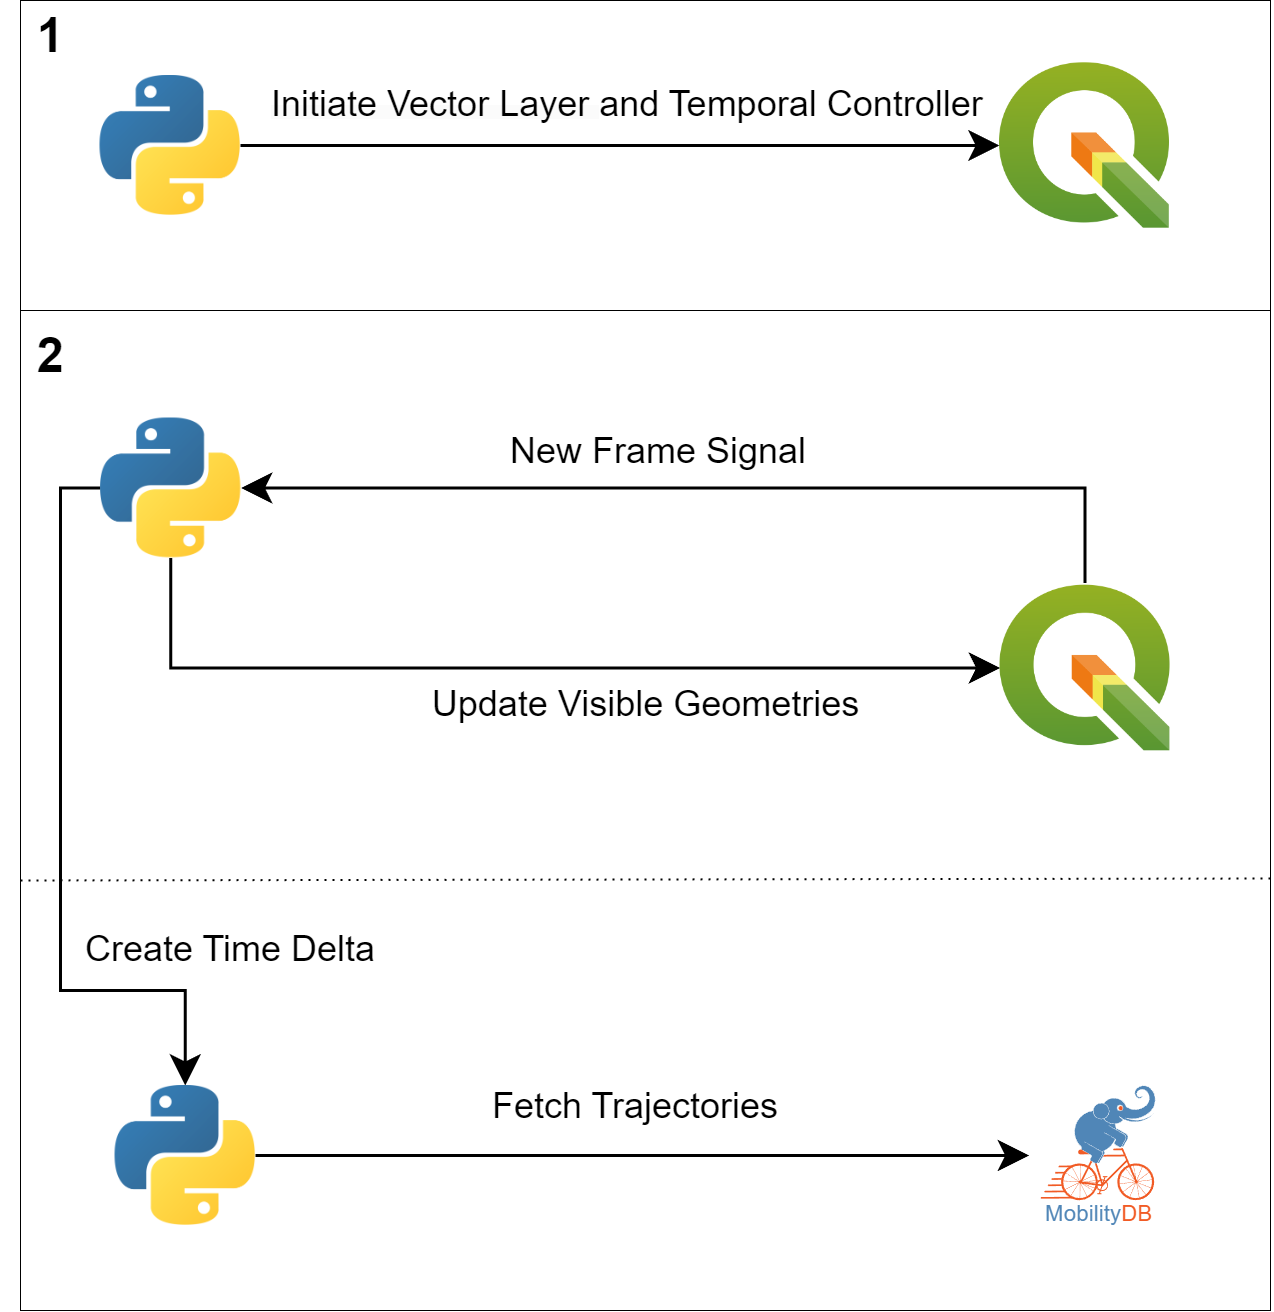 1
Initiate Vector Layer and Temporal Controller
2
New Frame Signal
Update Visible Geometries
Create Time Delta
Fetch Trajectories
MobilityDB